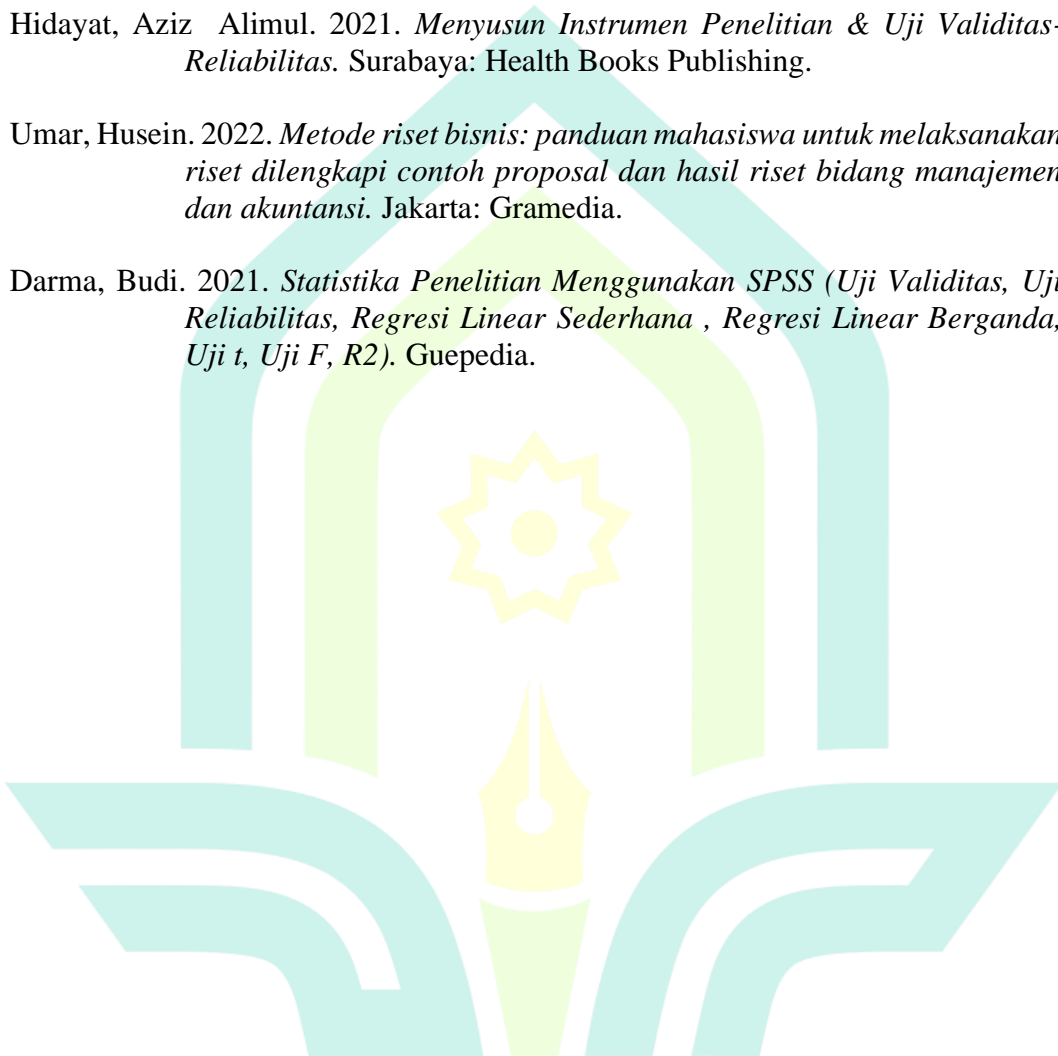 Hidayat, Aziz Alimul. 2021. Menyusun Instrumen Penelitian & Uji Validitas-
Reliabilitas. Surabaya: Health Books Publishing.
Umar, Husein. 2022. Metode riset bisnis: panduan mahasiswa untuk melaksanakan
riset dilengkapi contoh proposal dan hasil riset bidang manajemen
dan akuntansi. Jakarta: Gramedia.
Darma, Budi. 2021. Statistika Penelitian Menggunakan SPSS (Uji Validitas, Uji
Reliabilitas, Regresi Linear Sederhana , Regresi Linear Berganda,
Uji t, Uji F, R2). Guepedia.